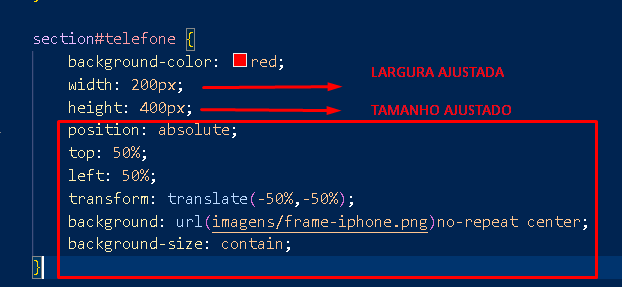 section#telefone {
background-color: red;
width: 200px; LARGURA AJUSTADA
height: 400px; TAMANHO AJUSTADO
position: absolute;
top: 50%;
left: 50%;
transform: translate(-50%,-50%);
background: url(imagens/frame-iphone.png)no-repeat center;
background-size: contain;
}